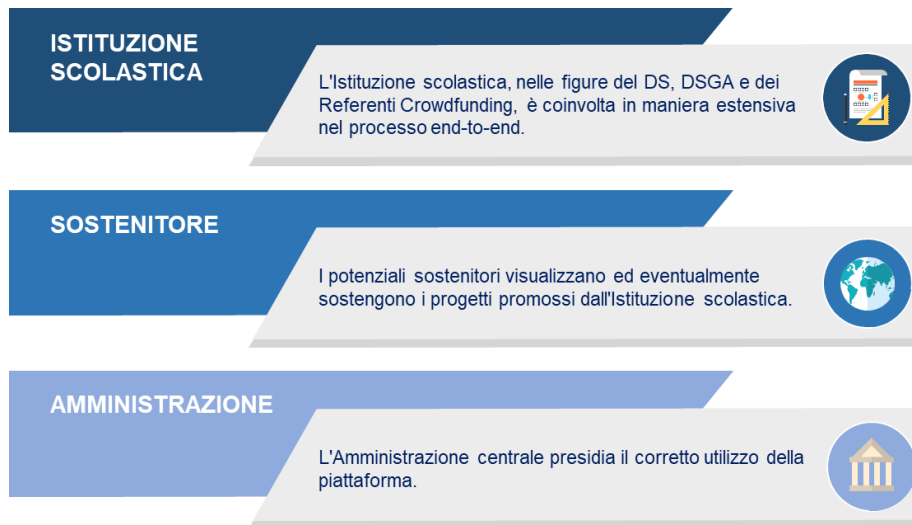 ISTITUZIONE
SCOLASTICA
L'Istituzione scolastica, nelle figure del DS, DSGA e dei
Referenti Crowdfunding, è coinvolta in maniera estensiva
nel processo end-to-end.
SOSTENITORE
I potenziali sostenitori visualizzano ed eventualmente
sostengono i progetti promossi dall'Istituzione scolastica.
AMMINISTRAZIONE
L'Amministrazione centrale presidia il corretto utilizzo della
piattaforma.